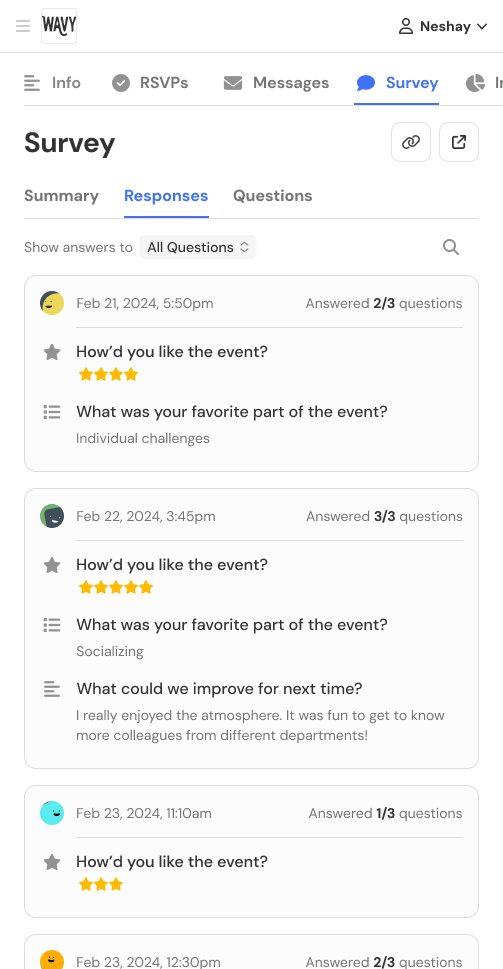 WAVY
Neshay
Info RSVPs Messages Survey
Survey
Summary Responses Questions
Show answers to All Questions
Feb 21, 2024, 5:50pm Answered 2/3 questions
How’d you like the event?
What was your favorite part of the event?
Individual challenges
Feb 22, 2024, 3:45pm Answered 3/3 questions
How’d you like the event?
What was your favorite part of the event?
Socializing
What could we improve for next time?
I really enjoyed the atmosphere. It was fun to get to know
more colleagues from different departments!
Feb 23, 2024, 11:10am Answered 1/3 questions
How’d you like the event?
Feb 23, 2024, 12:30pm Answered 2/3 questions